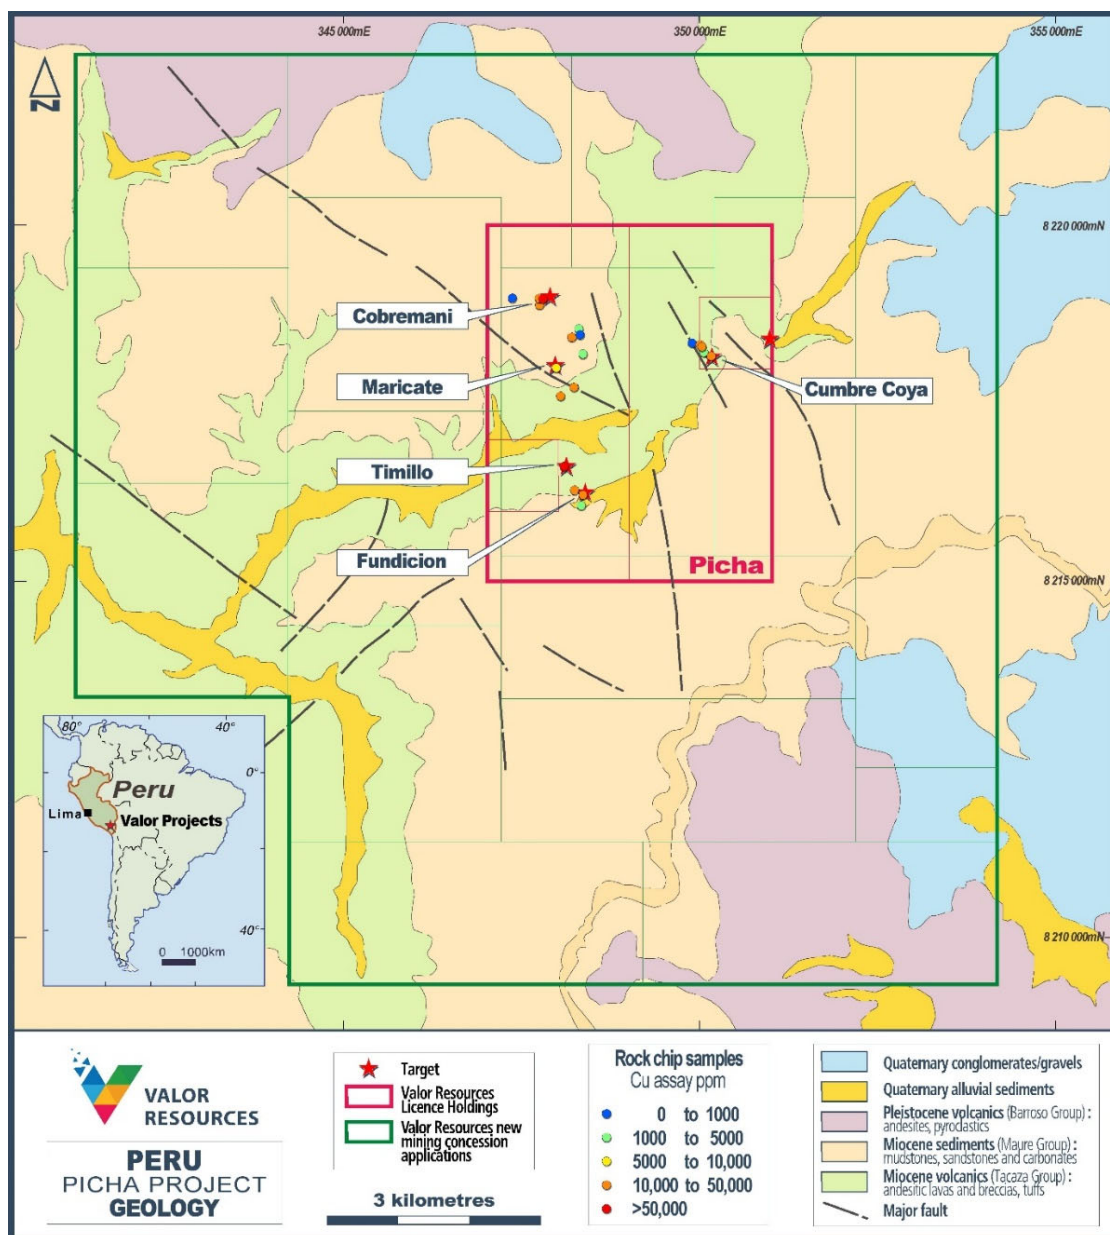 345 000mE
350 000mE
355 000mE
N
8 220 000mN
Cobremani
Maricate
Cumbre Coya
Timillo
Fundicion
Picha
8 215 000mN
80°
40°
0°
Peru
Lima
Valor Projects
40°
0 1000km
8 210 000mN
VALOR
RESOURCES
PERU
PICHA PROJECT
GEOLOGY
Target
Valor Resources
Licence Holdings
Valor Resources new
mining concession
applications
3 kilometres
Rock chip samples
Cu assay ppm
0 to 1000
1000 to 5000
5000 to 10,000
10,000 to 50,000
>50,000
Quaternary conglomerates/gravels
Quaternary alluvial sediments
Pleistocene volcanics (Barroso Group) :
andesites, pyroclastics
Miocene sediments (Maure Group) :
mudstones, sandstones and carbonates
Miocene volcanics (Tacaza Group) :
andesitic lavas and breccias, tuffs
Major fault